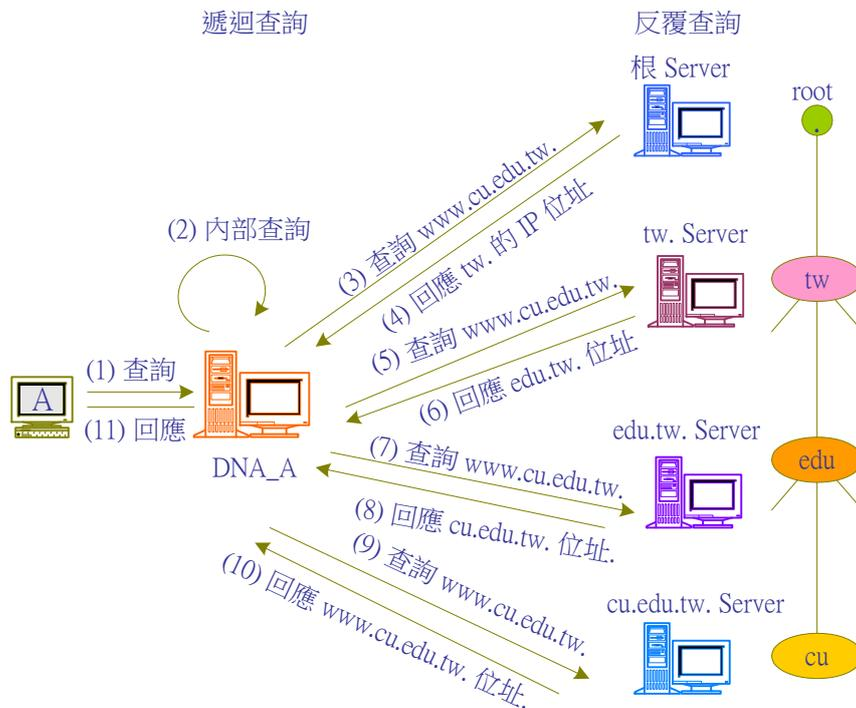 遞迴查詢
反覆查詢
根 Server
root
(2) 內部查詢
(3) 查詢 www.cu.edu.tw.
(4) 回應 tw. 的 IP 位址
tw. Server
tw
(5) 查詢 www.cu.edu.tw.
(6) 回應 edu.tw. 位址
A
(1) 查詢
(11) 回應
DNA_A
edu.tw. Server
edu
(7) 查詢 www.cu.edu.tw.
(8) 回應 cu.edu.tw. 位址.
(9) 查詢 www.cu.edu.tw.
(10) 回應 www.cu.edu.tw. 位址.
cu.edu.tw. Server
cu